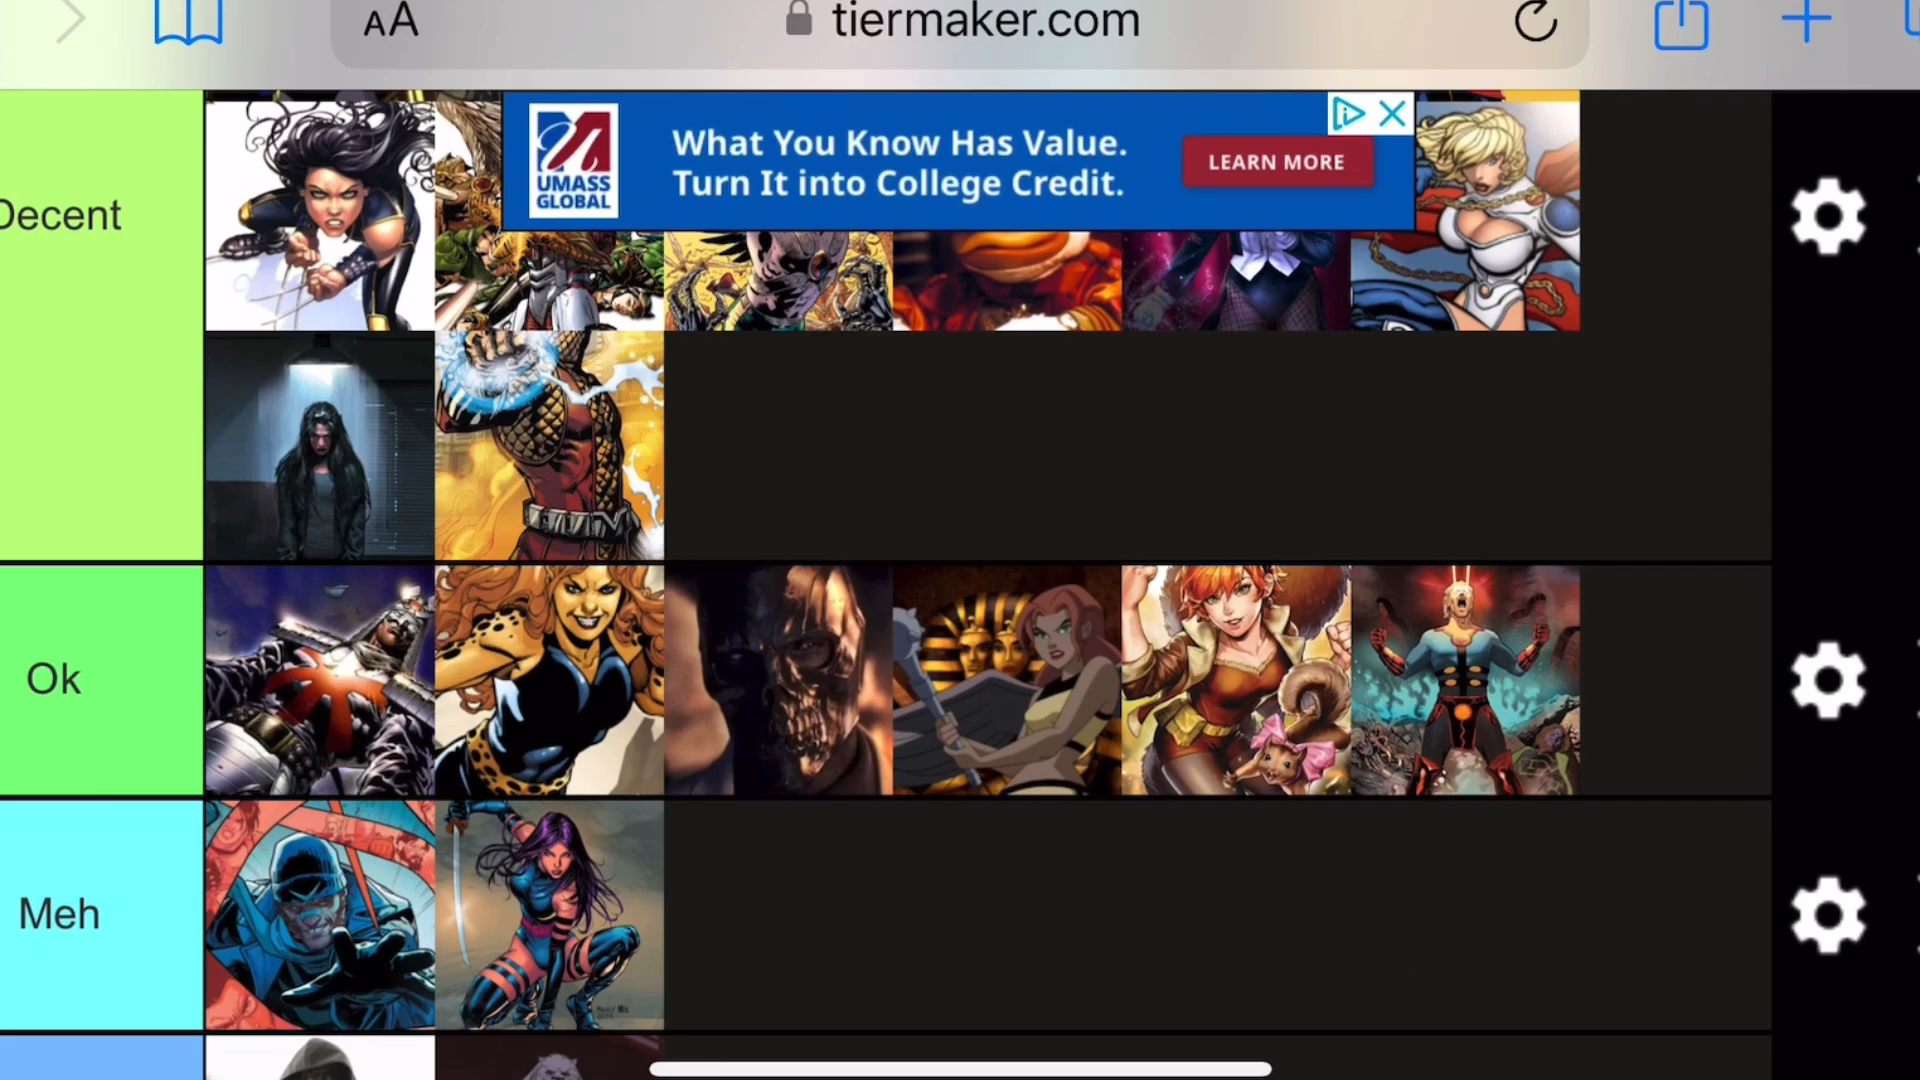 AA
tiermaker.com
UMASS
GLOBAL
What You Know Has Value.
Turn It into College Credit.
LEARN MORE
Decent
Ok
Meh